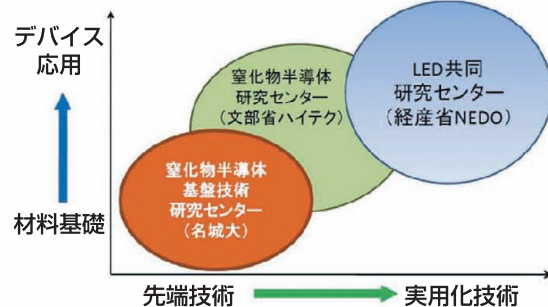 デバイス
応用
材料基礎
窒化物半導体
研究センター
(文部省ハイテク)
LED共同
研究センター
(経産省NEDO)
窒化物半導体
基盤技術
研究センター
(名城大)
先端技術
実用化技術